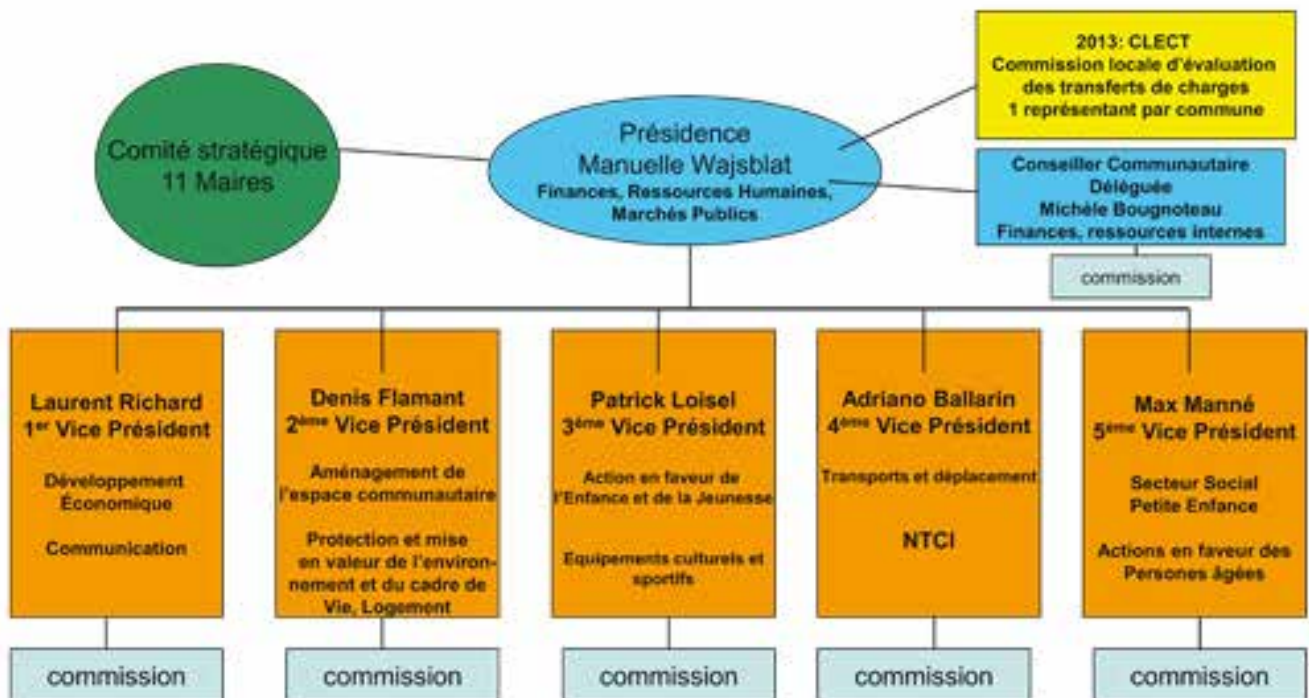 2013: CLECT
Commission locale d'évaluation
des transferts de charges
1 représentant par commune
Comité stratégique
11 Maires
Présidence
Manuelle Wajsblat
Finances, Ressources Humaines,
Marchés Publics
Conseiller Communautaire
Déléguée
Michèle Bougnoteau
Finances, ressources internes
commission
Laurent Richard
1er Vice Président
Développement
Économique
Communication
Denis Flamant
2ème Vice Président
Aménagement de
l'espace communautaire
Protection et mise
en valeur de l'environ-
nement et du cadre de
Vie, Logement
Patrick Loisel
3ème Vice Président
Action en faveur de
l'Enfance et de la Jeunesse
Equipements culturels et
sportifs
Adriano Ballarin
4ème Vice Président
Transports et déplacement
NTCI
Max Manné
5ème Vice Président
Secteur Social
Petite Enfance
Actions en faveur des
Persones âgées
commission
commission
commission
commission
commission